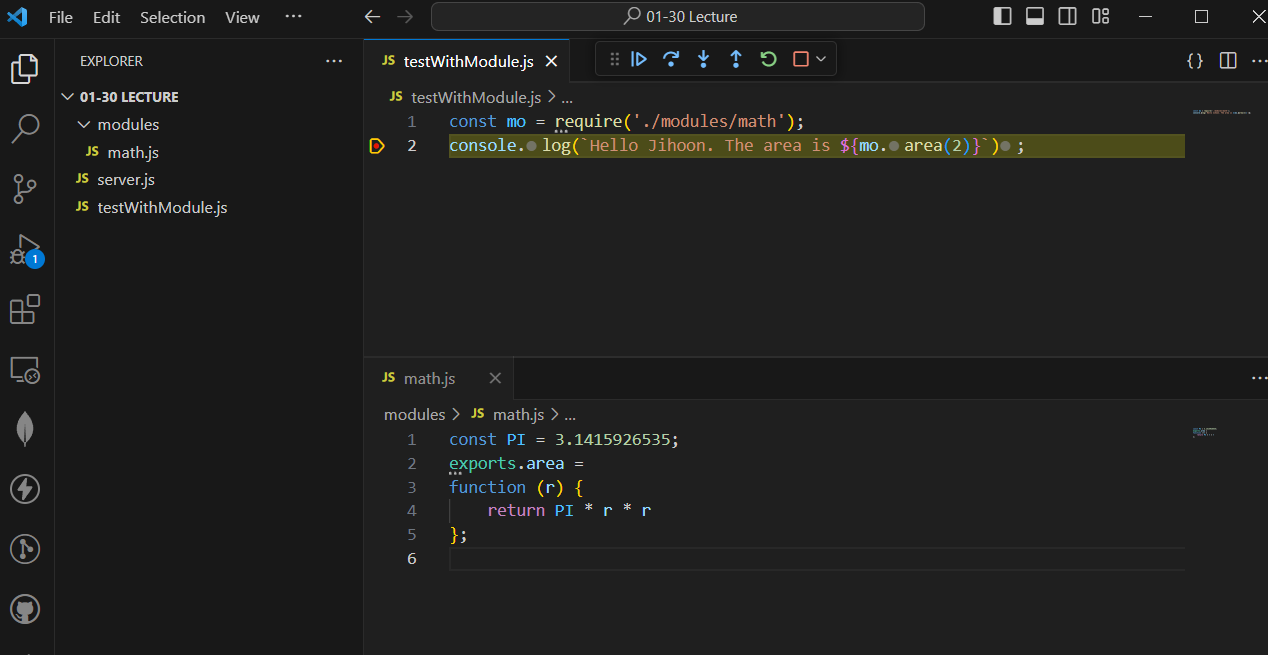 File Edit Selection View ··· 01-30 Lecture
EXPLORER ···
01-30 LECTURE
modules
JS math.js
JS server.js
JS testWithModule.js
1
JS testWithModule.js
{} ···
JS testWithModule.js > ...
1 const mo = require('./modules/math');
2 console.log(`Hello Jihoon. The area is ${mo.area(2)}`) ;
JS math.js ···
modules > JS math.js > ...
1 const PI = 3.1415926535;
2 exports.area =
3 function (r) {
4 return PI * r * r
5 };
6